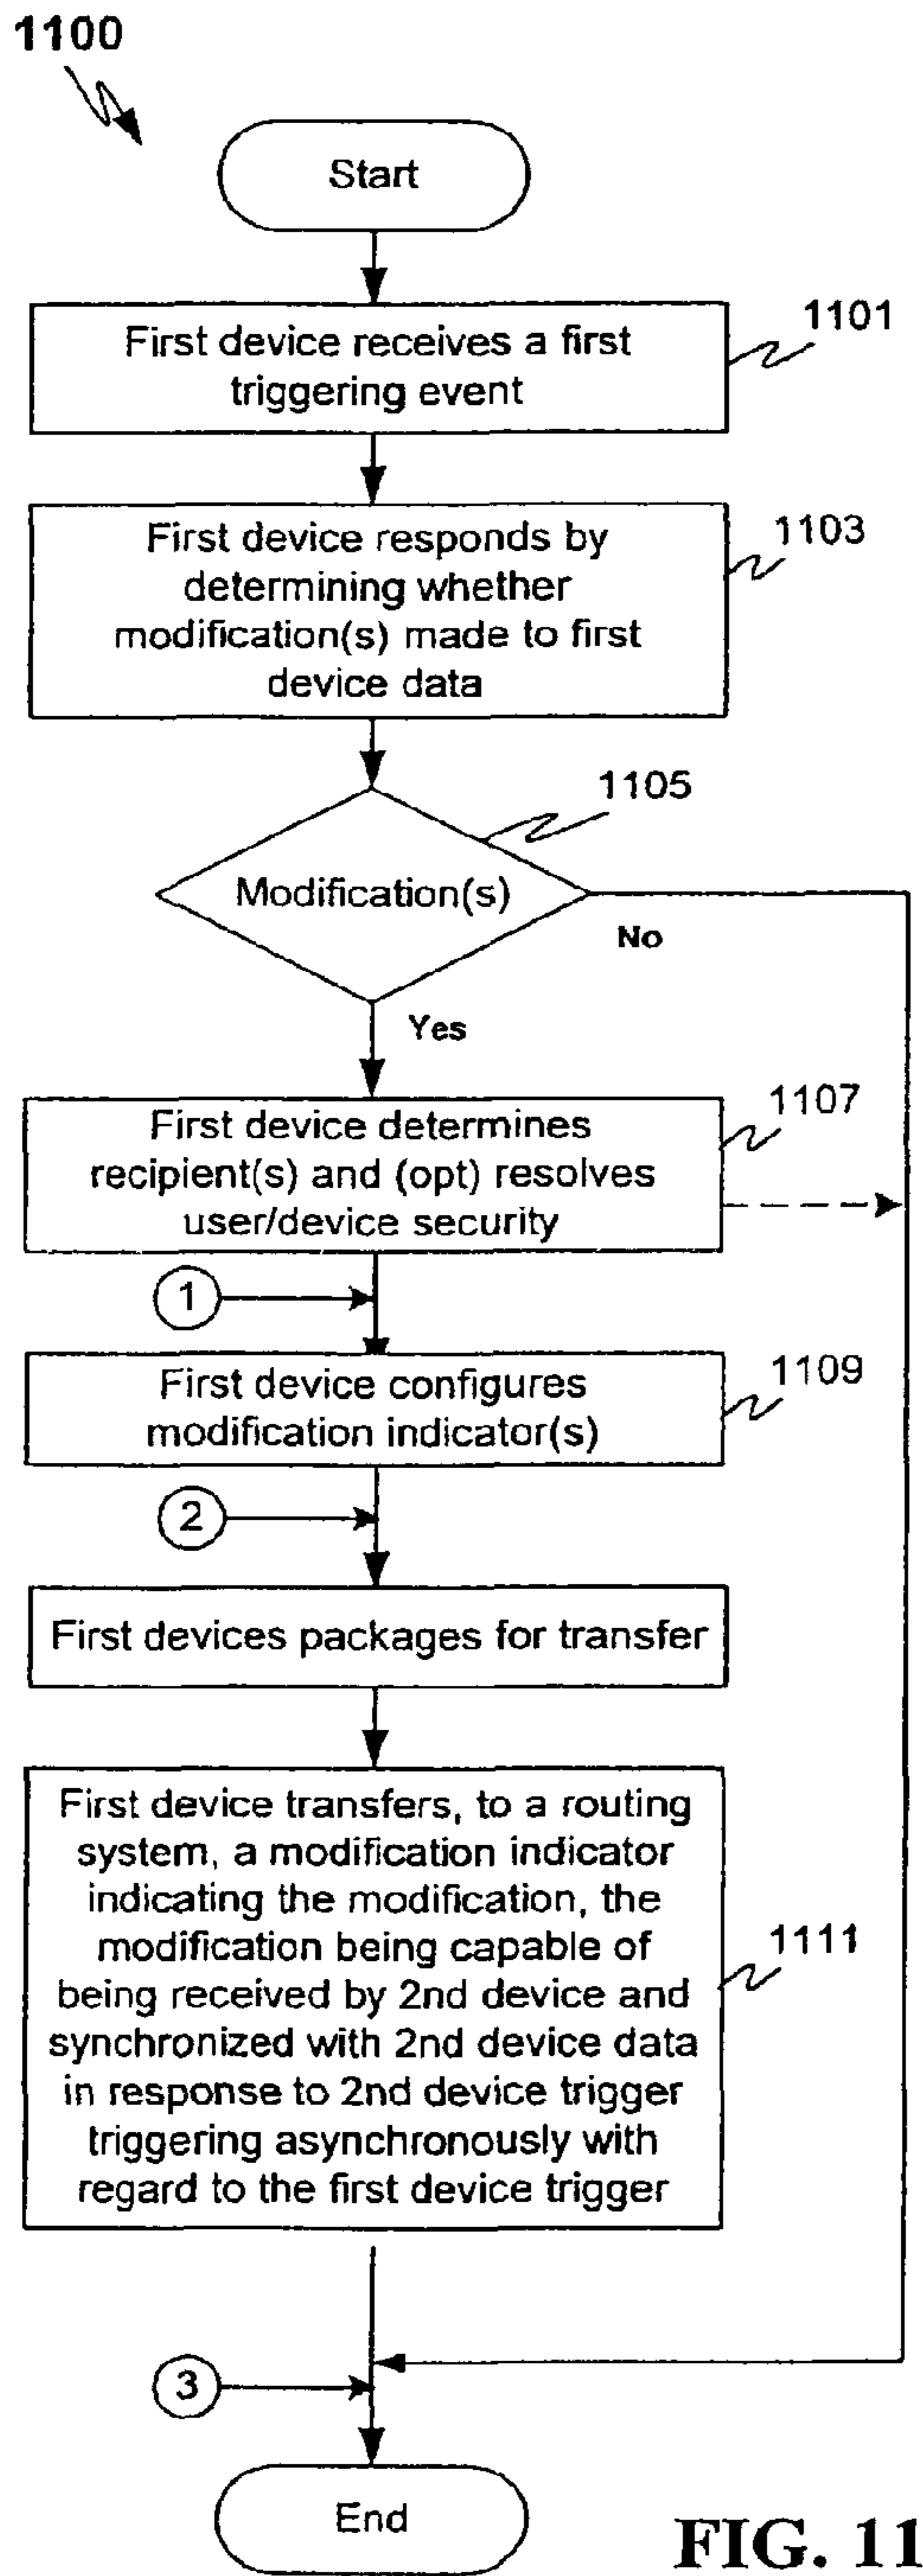 1100
Start
First device receives a first
triggering event
1101
First device responds by
determining whether
modification(s) made to first
device data
1103
1105
Modification(s)
No
Yes
First device determines
recipient(s) and (opt) resolves
user/device security
1107
1
First device configures
modification indicator(s)
1109
2
First devices packages for transfer
First device transfers, to a routing
system, a modification indicator
indicating the modification, the
modification being capable of
being received by 2nd device and
synchronized with 2nd device data
in response to 2nd device trigger
triggering asynchronously with
regard to the first device trigger
1111
3
End
FIG. 11